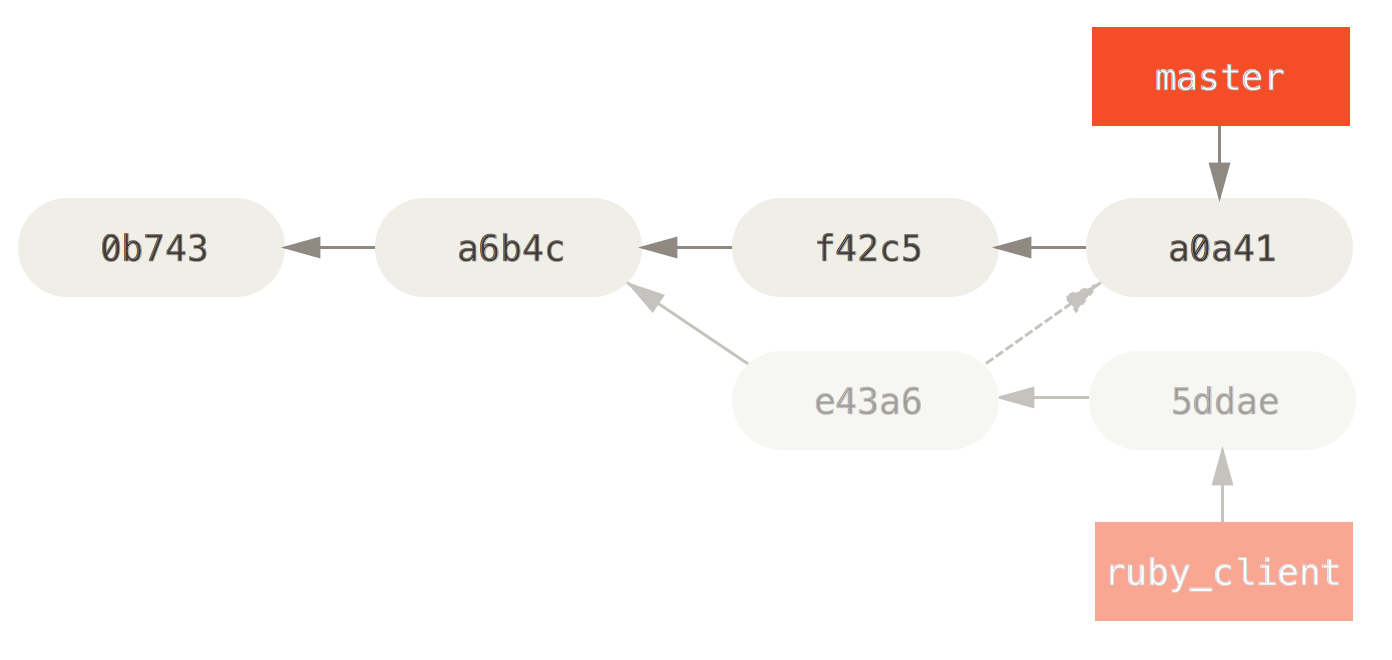 master
0b743
a6b4c
f42c5
a0a41
e43a6
5ddae
ruby_client